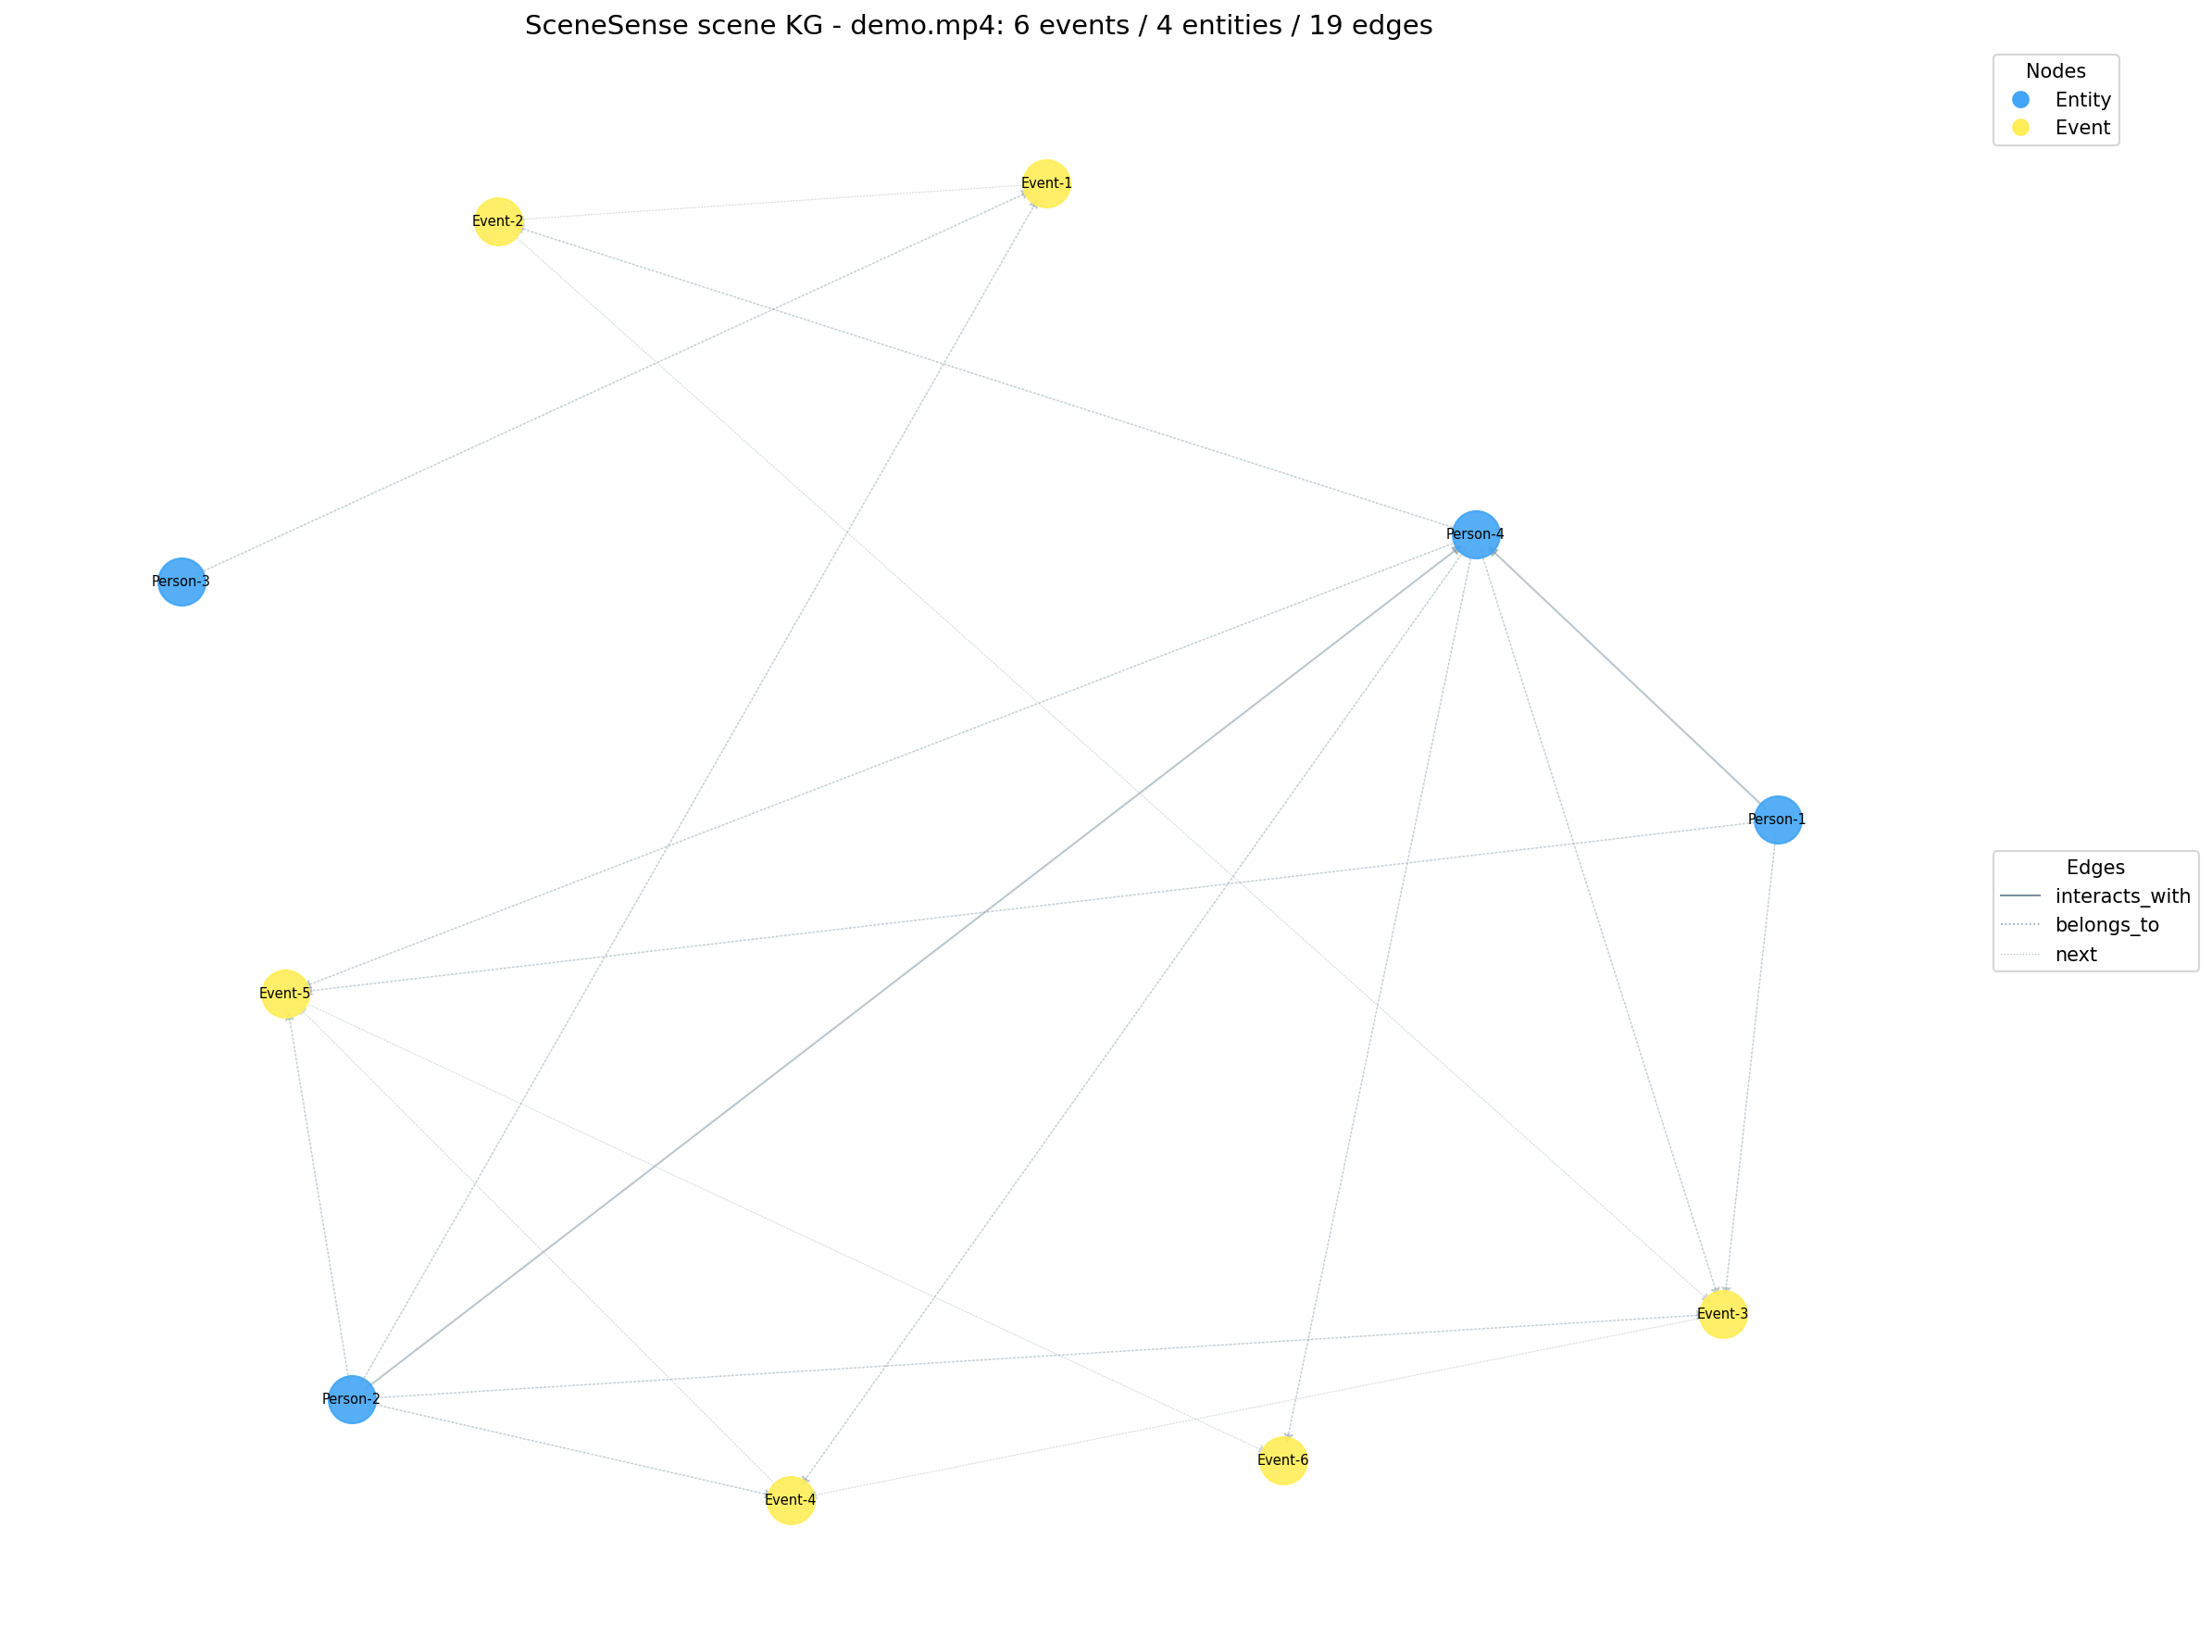 SceneSense scene KG - demo.mp4: 6 events / 4 entities / 19 edges
Nodes
Entity
Event
Event-1
Event-2
Person-4
Person-3
Person-1
Edges
interacts_with
belongs_to
next
Event-5
Event-3
Person-2
Event-6
Event-4